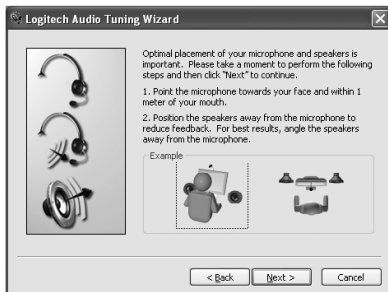 Logitech Audio Tuning Wizard
Optimal placement of your microphone and speakers is
important. Please take a moment to perform the following
steps and then click "Next" to continue.
1. Point the microphone towards your face and within 1
meter of your mouth.
2. Position the speakers away from the microphone to
reduce feedback. For best results, angle the speakers
away from the microphone.
Example
< Back
Next >
Cancel